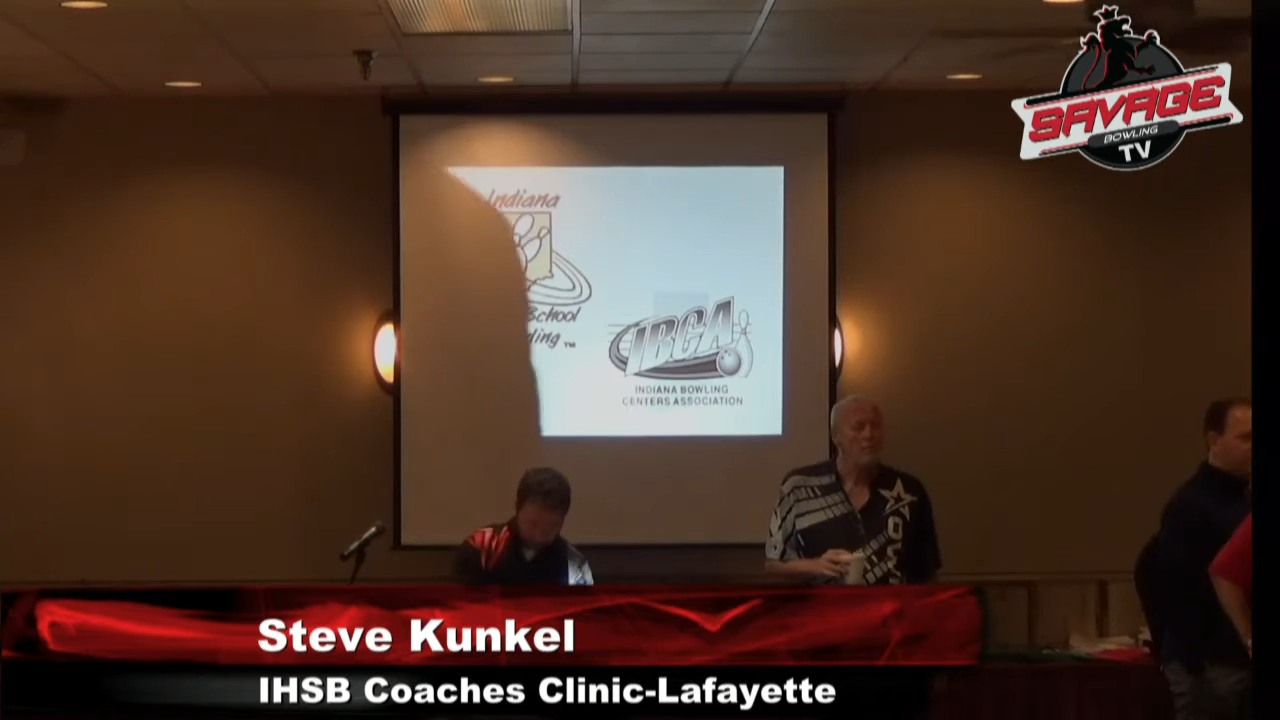 SAVAGE
BOWLING
TV
Indiana
School
IBCA
INDIANA BOWLING
CENTERS ASSOCIATION
Steve Kunkel
IHSB Coaches Clinic-Lafayette